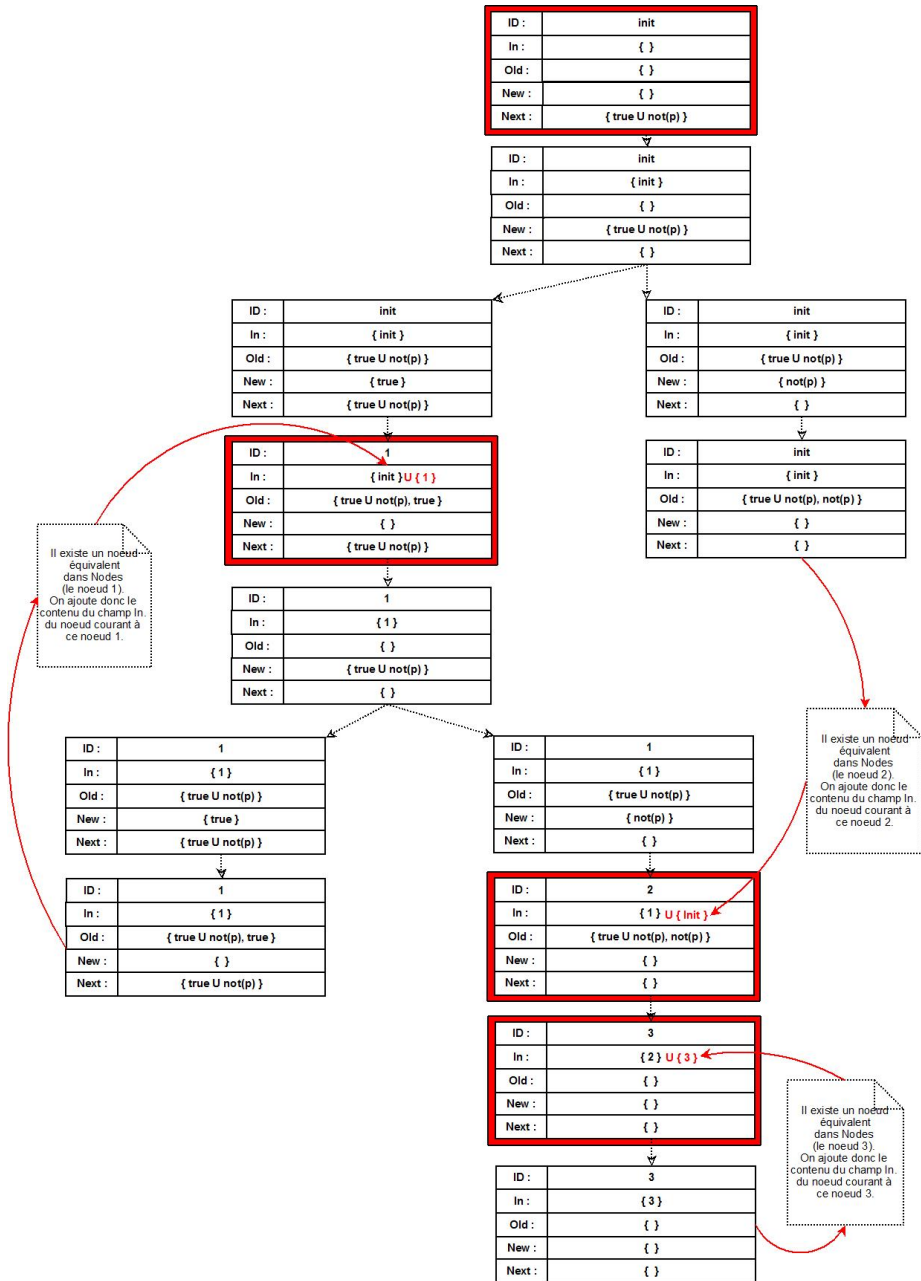 ID : init
In : { }
Old : { }
New : { }
Next : { true U not(p) }
ID : init
In : { init }
Old : { }
New : { true U not(p) }
Next : { }
ID : init
In : { init }
Old : { true U not(p) }
New : { true }
Next : { true U not(p) }
ID : init
In : { init }
Old : { true U not(p) }
New : { not(p) }
Next : { }
ID : 1
In : { init } U { 1 }
Old : { true U not(p), true }
New : { }
Next : { true U not(p) }
ID : init
In : { init }
Old : { true U not(p), not(p) }
New : { }
Next : { }
Il existe un noeud
équivalent
dans Nodes
(le noeud 1).
On ajoute donc le
contenu du champ In.
du noeud courant à
ce noeud 1.
ID : 1
In : { 1 }
Old : { }
New : { true U not(p) }
Next : { }
Il existe un noeud
équivalent
dans Nodes
(le noeud 2).
On ajoute donc le
contenu du champ In.
du noeud courant à
ce noeud 2.
ID : 1
In : { 1 }
Old : { true U not(p) }
New : { true }
Next : { true U not(p) }
ID : 1
In : { 1 }
Old : { true U not(p) }
New : { not(p) }
Next : { }
ID : 1
In : { 1 }
Old : { true U not(p), true }
New : { }
Next : { true U not(p) }
ID : 2
In : { 1 } U { Init }
Old : { true U not(p), not(p) }
New : { }
Next : { }
ID : 3
In : { 2 } U { 3 }
Old : { }
New : { }
Next : { }
Il existe un noeud
équivalent
dans Nodes
(le noeud 3).
On ajoute donc le
contenu du champ In.
du noeud courant à
ce noeud 3.
ID : 3
In : { 3 }
Old : { }
New : { }
Next : { }